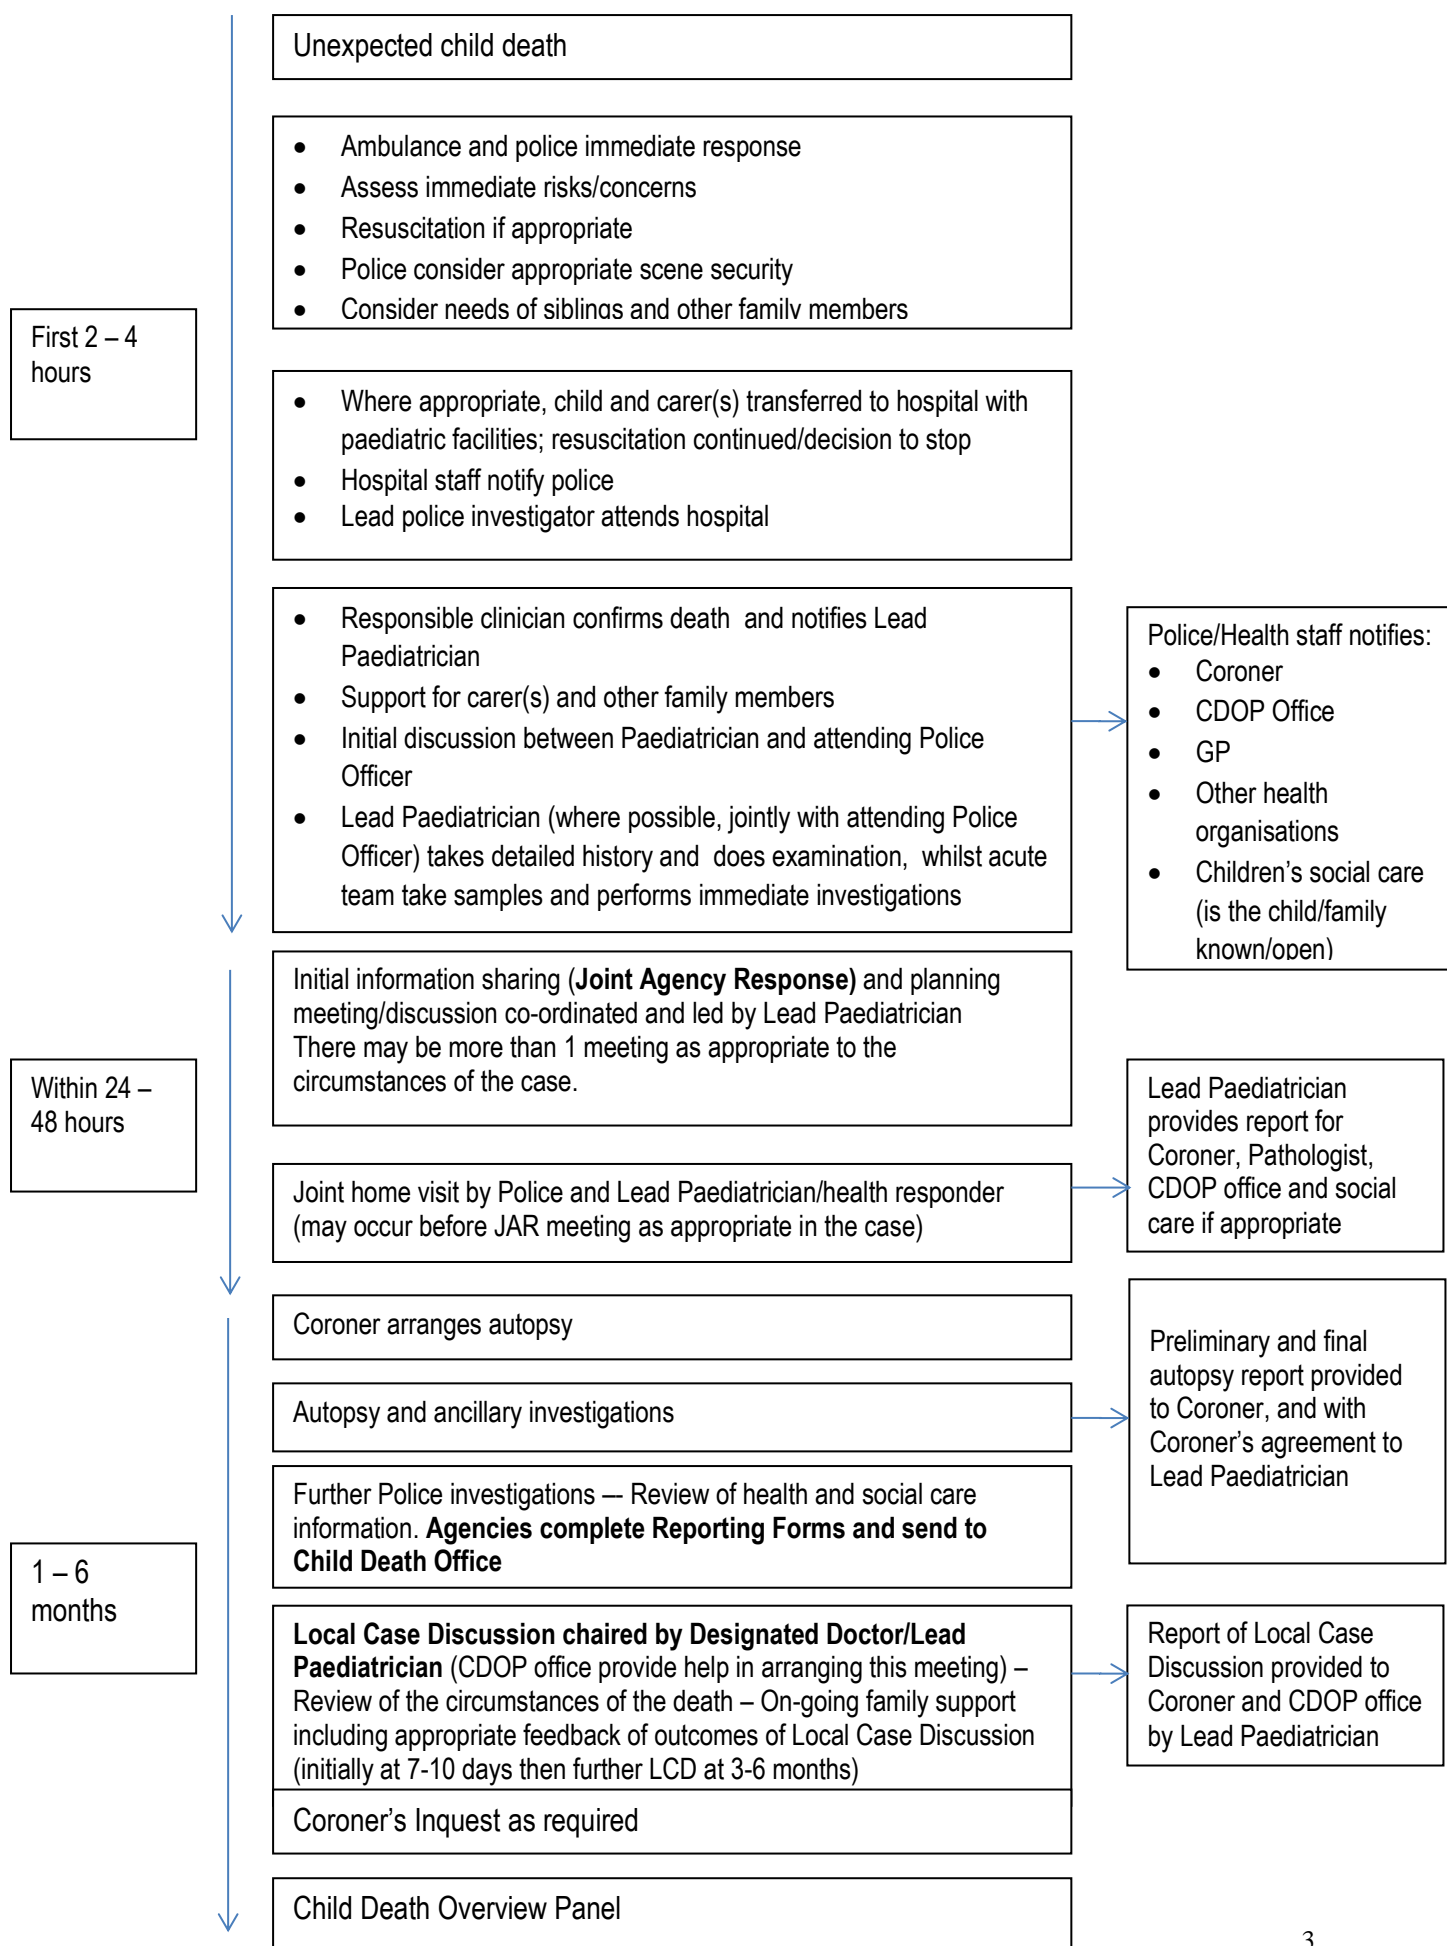 Unexpected child death
• Ambulance and police immediate response
• Assess immediate risks/concerns
• Resuscitation if appropriate
• Police consider appropriate scene security
• Consider needs of siblings and other family members
First 2 – 4
hours
• Where appropriate, child and carer(s) transferred to hospital with
paediatric facilities; resuscitation continued/decision to stop
• Hospital staff notify police
• Lead police investigator attends hospital
• Responsible clinician confirms death and notifies Lead
Paediatrician
• Support for carer(s) and other family members
• Initial discussion between Paediatrician and attending Police
Officer
• Lead Paediatrician (where possible, jointly with attending Police
Officer) takes detailed history and does examination, whilst acute
team take samples and performs immediate investigations
Police/Health staff notifies:
• Coroner
• CDOP Office
• GP
• Other health
organisations
• Children’s social care
(is the child/family
known/open)
Initial information sharing (Joint Agency Response) and planning
meeting/discussion co-ordinated and led by Lead Paediatrician
There may be more than 1 meeting as appropriate to the
circumstances of the case.
Within 24 –
48 hours
Joint home visit by Police and Lead Paediatrician/health responder
(may occur before JAR meeting as appropriate in the case)
Lead Paediatrician
provides report for
Coroner, Pathologist,
CDOP office and social
care if appropriate
Coroner arranges autopsy
Autopsy and ancillary investigations
Preliminary and final
autopsy report provided
to Coroner, and with
Coroner’s agreement to
Lead Paediatrician
Further Police investigations –- Review of health and social care
information. Agencies complete Reporting Forms and send to
Child Death Office
1 – 6
months
Local Case Discussion chaired by Designated Doctor/Lead
Paediatrician (CDOP office provide help in arranging this meeting) –
Review of the circumstances of the death – On-going family support
including appropriate feedback of outcomes of Local Case Discussion
(initially at 7-10 days then further LCD at 3-6 months)
Report of Local Case
Discussion provided to
Coroner and CDOP office
by Lead Paediatrician
Coroner’s Inquest as required
Child Death Overview Panel
3